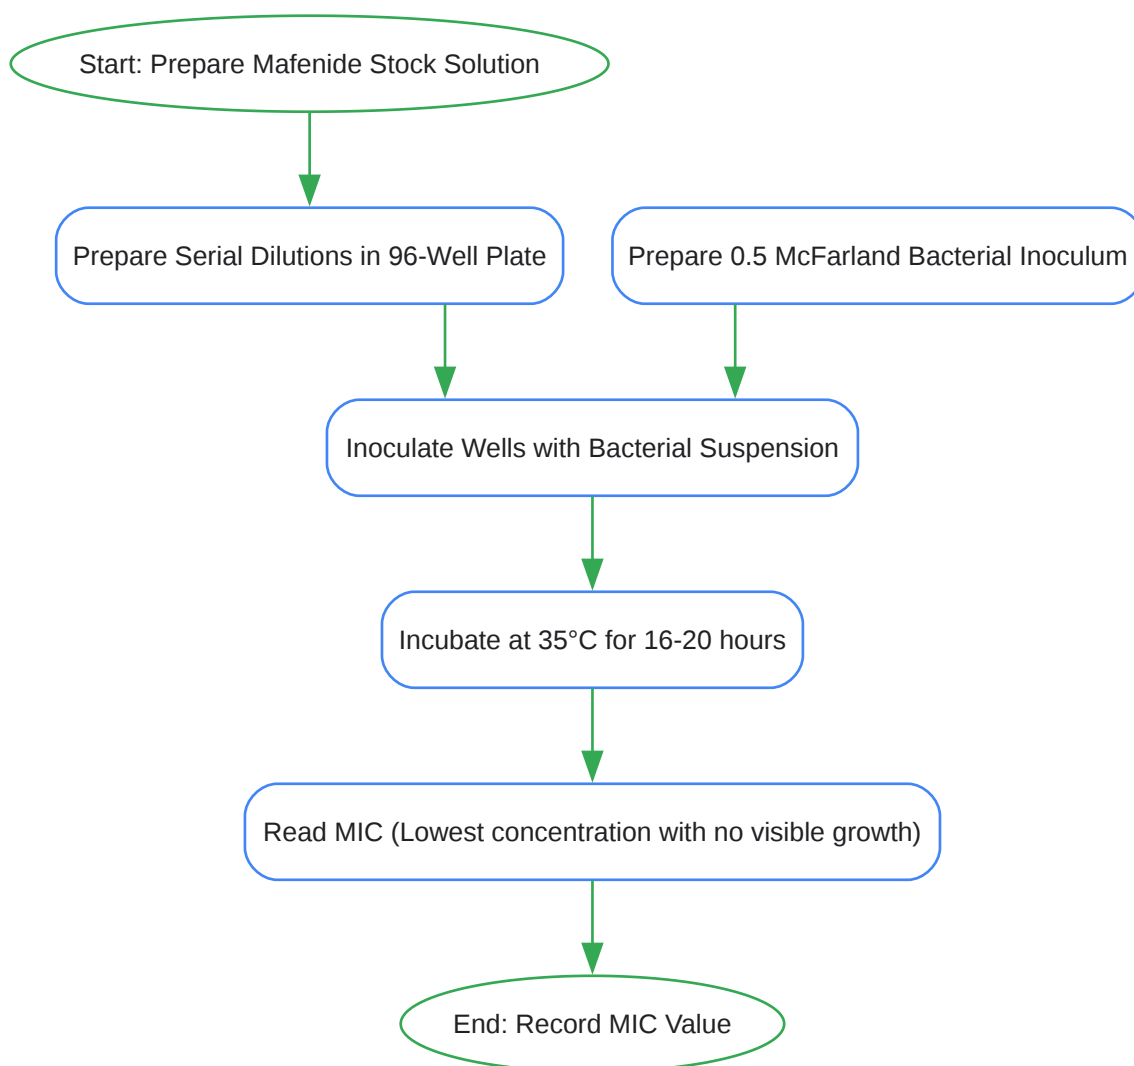 Start: Prepare Mafenide Stock Solution
Prepare Serial Dilutions in 96-Well Plate
Prepare 0.5 McFarland Bacterial Inoculum
Inoculate Wells with Bacterial Suspension
Incubate at 35°C for 16-20 hours
Read MIC (Lowest concentration with no visible growth)
End: Record MIC Value